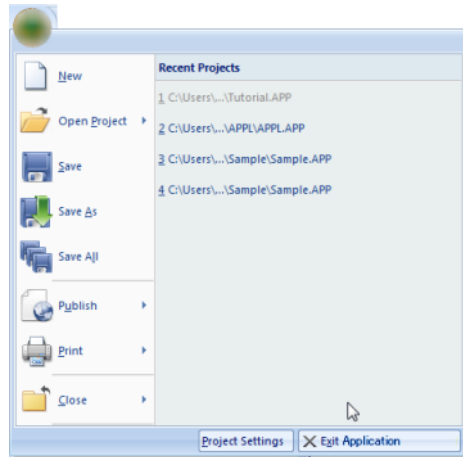 New
Open Project
Save
Save As
Save All
Publish
Print
Close
Recent Projects
1 C:\Users\...\Tutorial.APP
2 C:\Users\...\APPL\APPL.APP
3 C:\Users\...\Sample\Sample.APP
4 C:\Users\...\Sample\Sample.APP
Project Settings
Exit Application